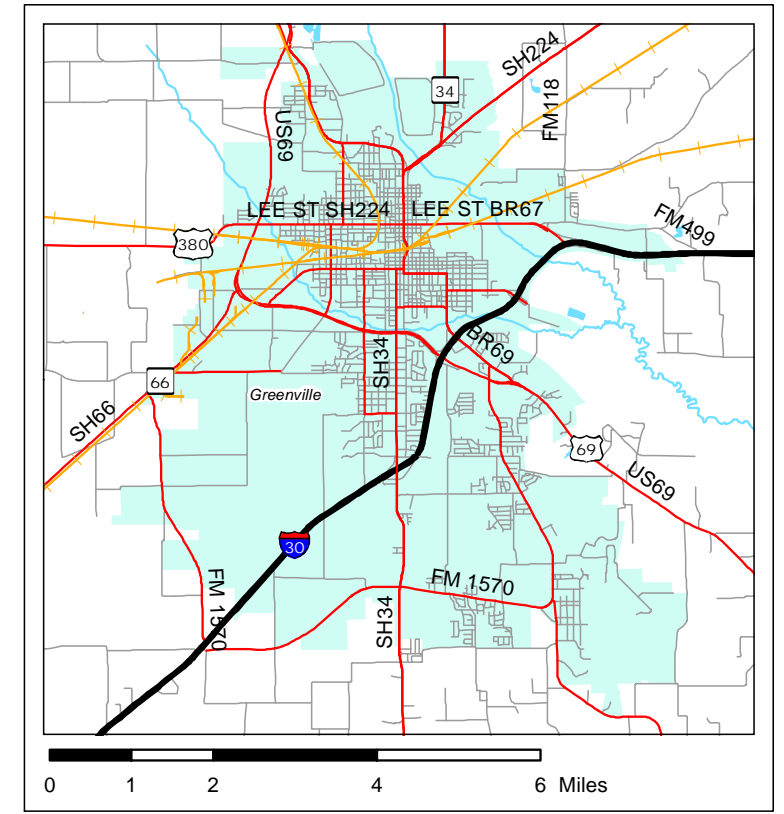 SH224
34
FM118
US69
LEE ST SH224
LEE ST BR67
FM499
380
BR69
SH34
66
Greenville
SH66
69
US69
30
FM 1570
FM 1570
SH34
0 1 2 4 6 Miles